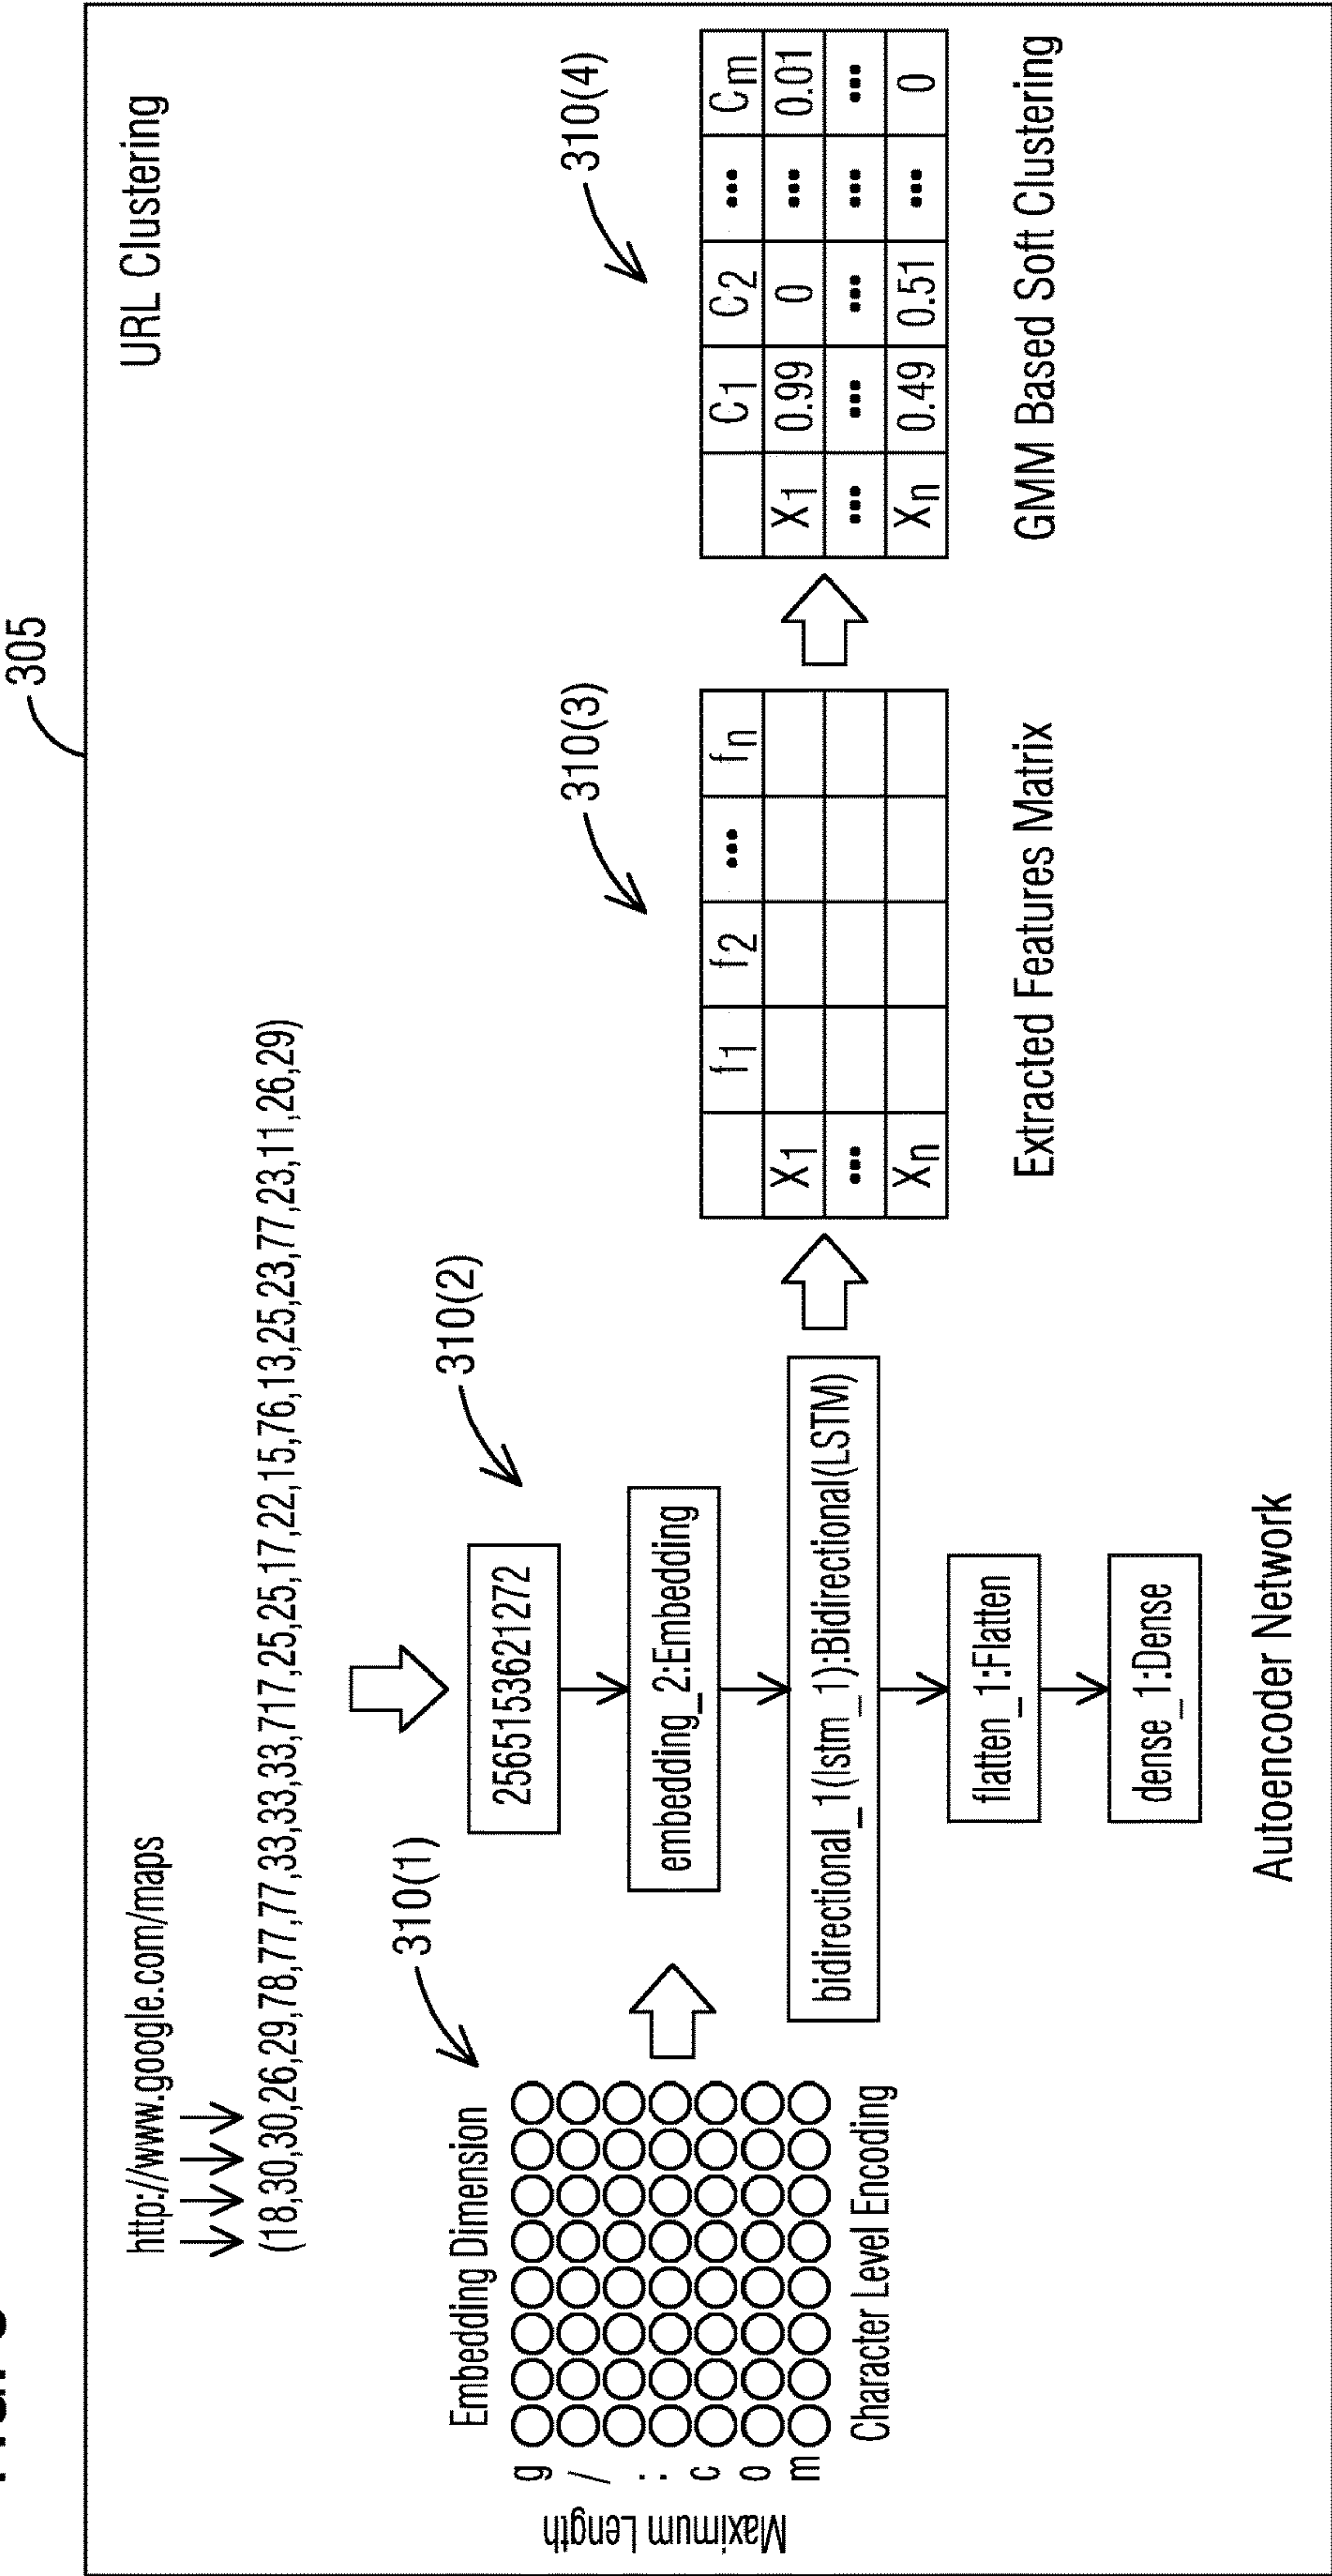 305
URL Clustering
http://www.google.com/maps
(18,30,30,26,29,78,77,77,33,33,33,717,25,25,17,22,15,76,13,25,23,77,23,11,26,29)
310(1)
Embedding Dimension
Maximum Length
g
/
:
c
o
m
Character Level Encoding
310(2)
2565153621272
embedding_2:Embedding
bidirectional_1(lstm_1):Bidirectional(LSTM)
flatten_1:Flatten
dense_1:Dense
Autoencoder Network
310(3)
f1 f2 ... fn
X1
...
Xn
Extracted Features Matrix
310(4)
C1 C2 ... Cm
X1 0.99 0 ... 0.01
... ... ... ... ...
Xn 0.49 0.51 ... 0
GMM Based Soft Clustering